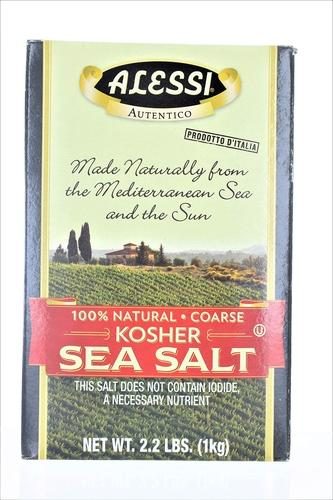 ALESSI®
AUTENTICO
PRODOTTO D'ITALIA
Made Naturally from
the Mediterranean Sea
and the Sun
100% NATURAL • COARSE
KOSHER
U
SEA SALT
THIS SALT DOES NOT CONTAIN IODIDE,
A NECESSARY NUTRIENT
NET WT. 2.2 LBS. (1kg)